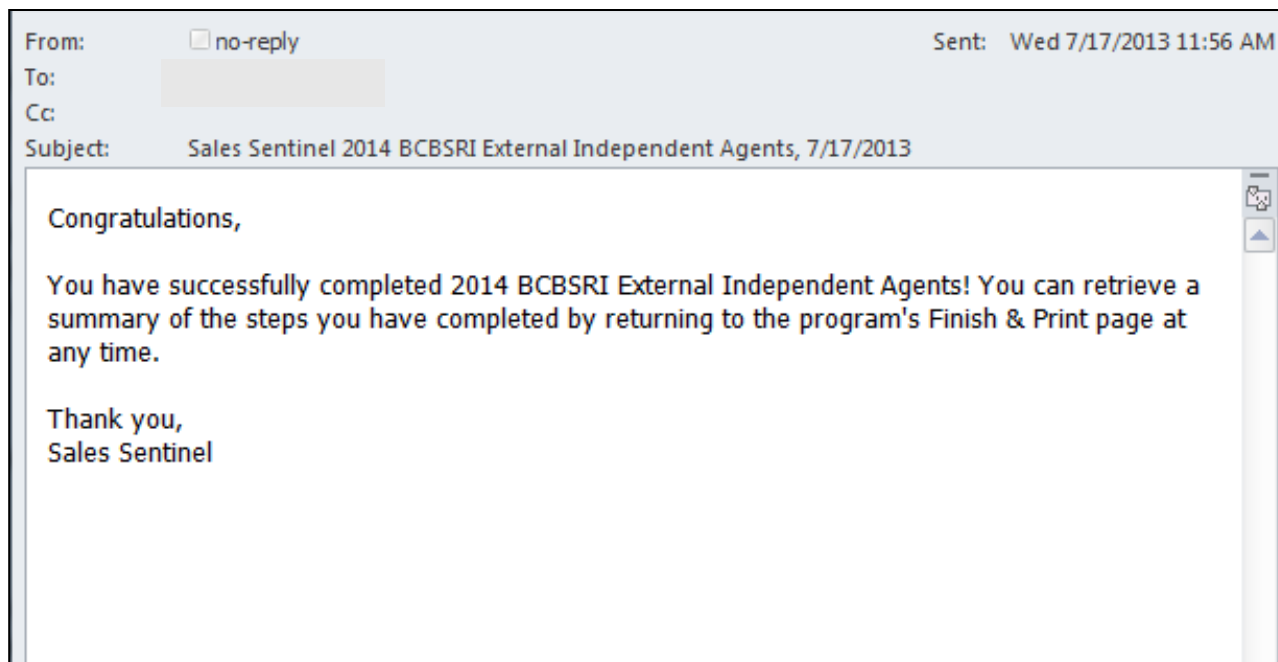 From: no-reply Sent: Wed 7/17/2013 11:56 AM
To:
Cc:
Subject: Sales Sentinel 2014 BCBSRI External Independent Agents, 7/17/2013
Congratulations,
You have successfully completed 2014 BCBSRI External Independent Agents! You can retrieve a
summary of the steps you have completed by returning to the program's Finish & Print page at
any time.
Thank you,
Sales Sentinel